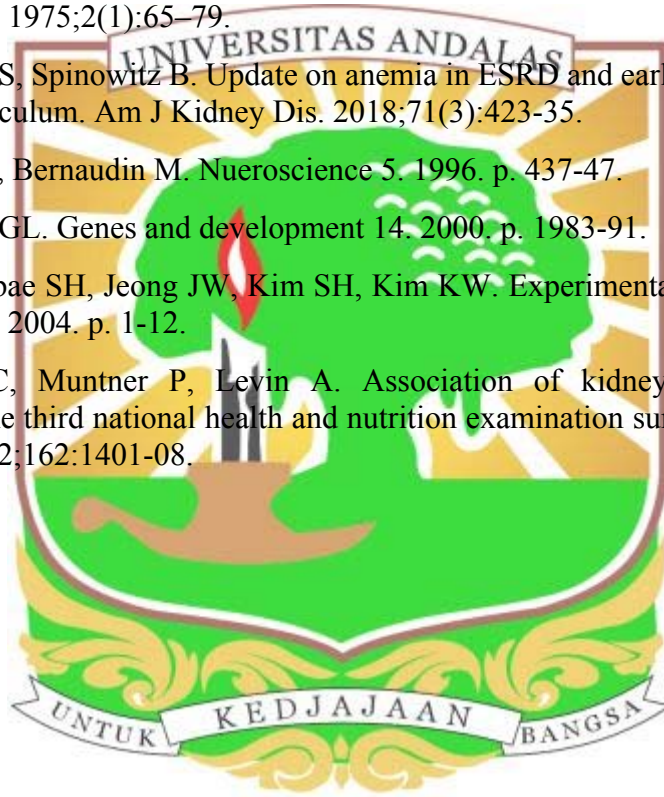 1975;2(1):65–79.
UNIVERSITAS ANDALAS
S, Spinowitz B. Update on anemia in ESRD and earl
culum. Am J Kidney Dis. 2018;71(3):423-35.
, Bernaudin M. Nueroscience 5. 1996. p. 437-47.
GL. Genes and development 14. 2000. p. 1983-91.
bae SH, Jeong JW, Kim SH, Kim KW. Experimenta
2004. p. 1-12.
C, Muntner P, Levin A. Association of kidney
e third national health and nutrition examination su
2;162:1401-08.
UNTUK KEDJAJAAN BANGSA